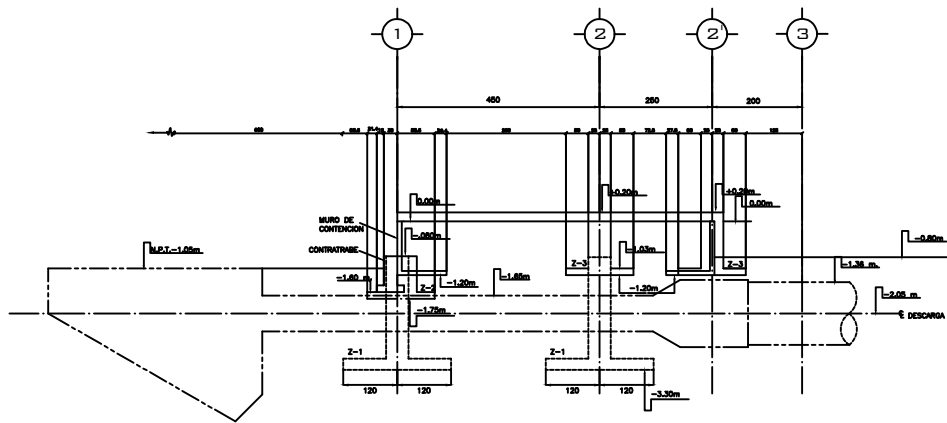 1 2 2' 3
450 250 200
0.00m +0.20m +0.20m 0.00m
MURO DE
CONTENCION
-.080m -1.03m -0.80m
N.P.T.-1.05m
CONTRATRABE
Z-3 Z-3 -1.36 m.
-1.60 m Z-2 -1.20m -1.65m -1.20m
-2.05 m
-1.75m ℄ DESCARGA
Z-1 Z-1
120 120 120 120
-3.30m